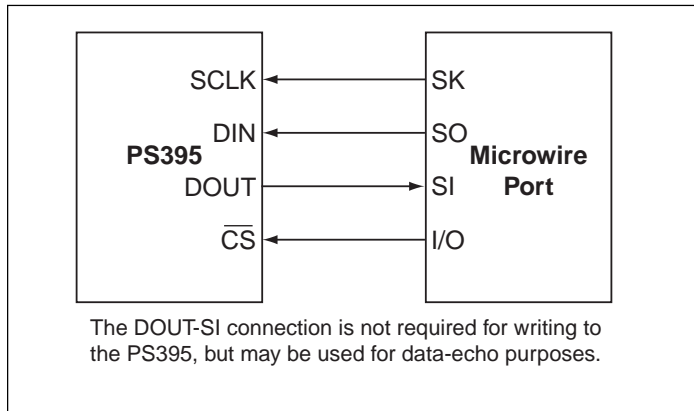 SCLK SK
DIN SO
PS395 Microwire
Port
DOUT SI
CS I/O
The DOUT-SI connection is not required for writing to
the PS395, but may be used for data-echo purposes.